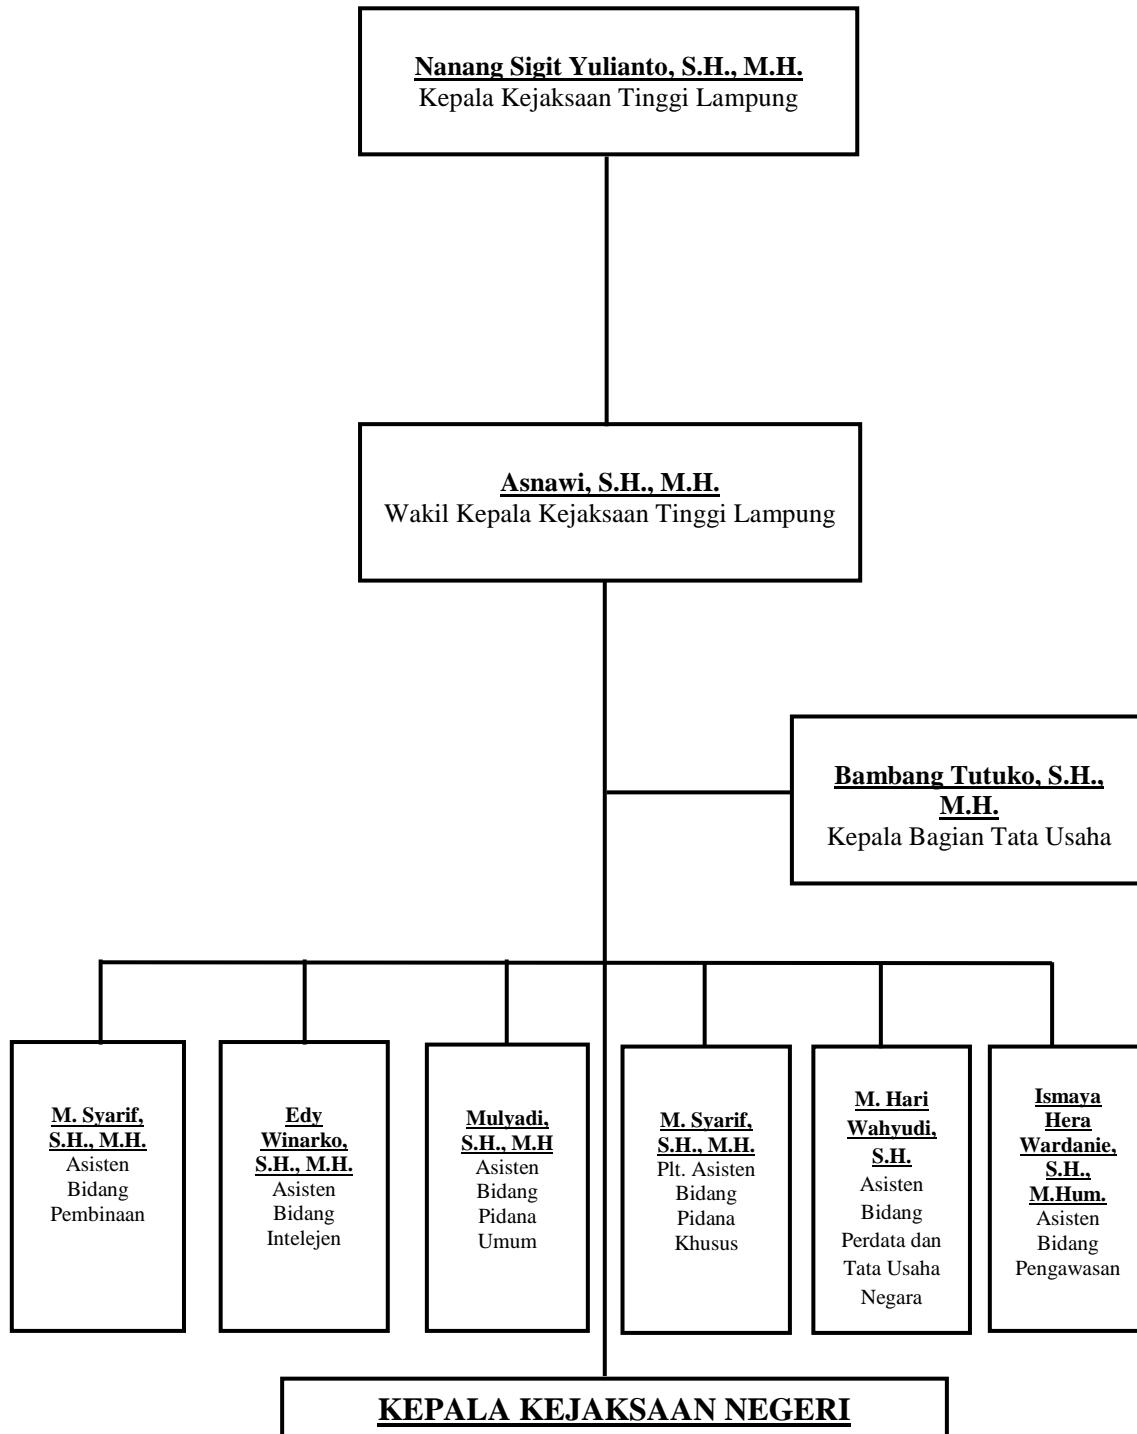 Nanang Sigit Yulianto, S.H., M.H.
Kepala Kejaksaan Tinggi Lampung
Asnawi, S.H., M.H.
Wakil Kepala Kejaksaan Tinggi Lampung
Bambang Tutuko, S.H.,
M.H.
Kepala Bagian Tata Usaha
M. Syarif,
S.H., M.H.
Asisten
Bidang
Pembinaan
Edy
Winarko,
S.H., M.H.
Asisten
Bidang
Intelejen
Mulyadi,
S.H., M.H
Asisten
Bidang
Pidana
Umum
M. Syarif,
S.H., M.H.
Plt. Asisten
Bidang
Pidana
Khusus
M. Hari
Wahyudi,
S.H.
Asisten
Bidang
Perdata dan
Tata Usaha
Negara
Ismaya
Hera
Wardanie,
S.H.,
M.Hum.
Asisten
Bidang
Pengawasan
KEPALA KEJAKSAAN NEGERI